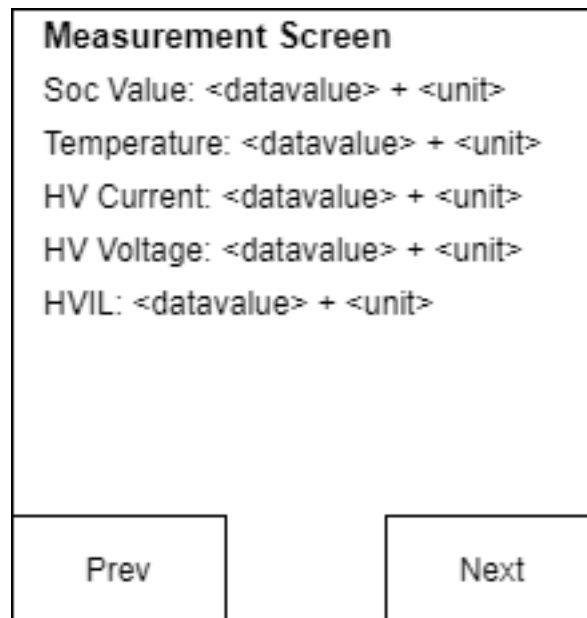 Measurement Screen
Soc Value: <datavalue> + <unit>
Temperature: <datavalue> + <unit>
HV Current: <datavalue> + <unit>
HV Voltage: <datavalue> + <unit>
HVIL: <datavalue> + <unit>
Prev
Next